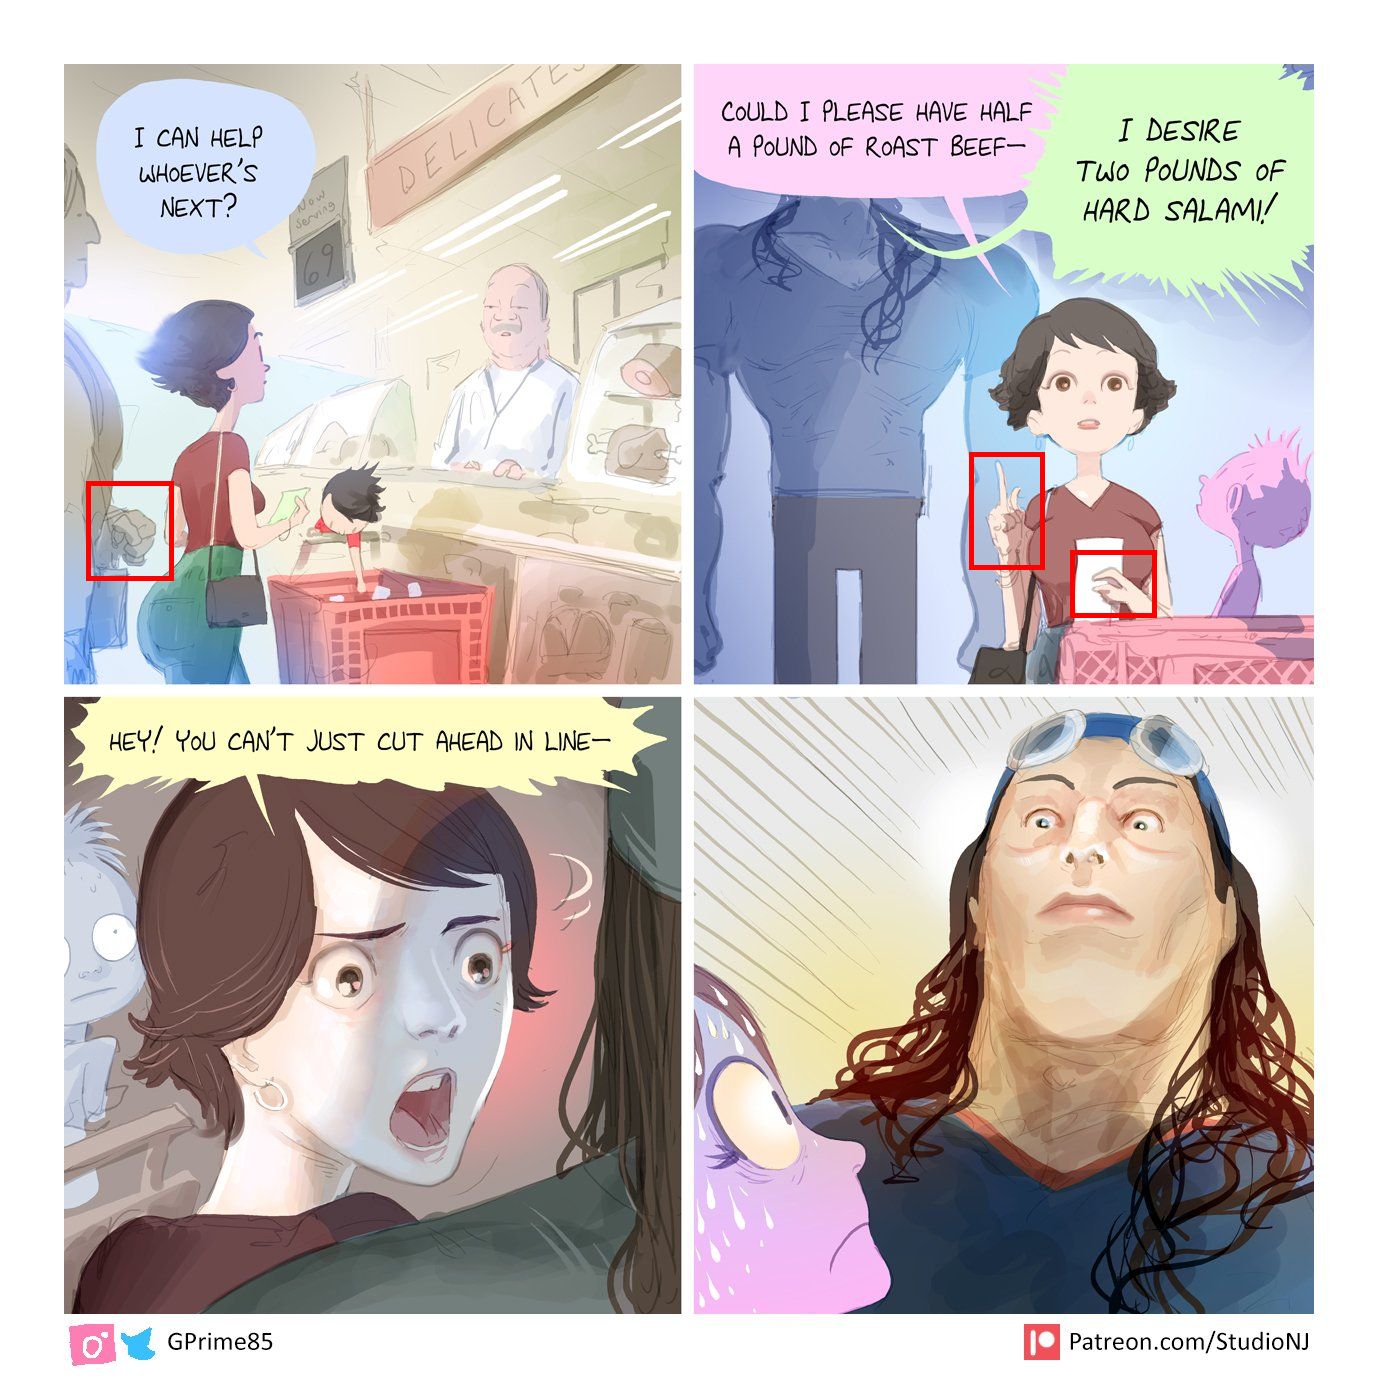 I CAN HELP
WHOEVER'S
NEXT?
DELICATES
Now
serving
69
COULD I PLEASE HAVE HALF
A POUND OF ROAST BEEF—
I DESIRE
TWO POUNDS OF
HARD SALAMI!
HEY! YOU CAN'T JUST CUT AHEAD IN LINE—
GPrime85
Patreon.com/StudioNJ